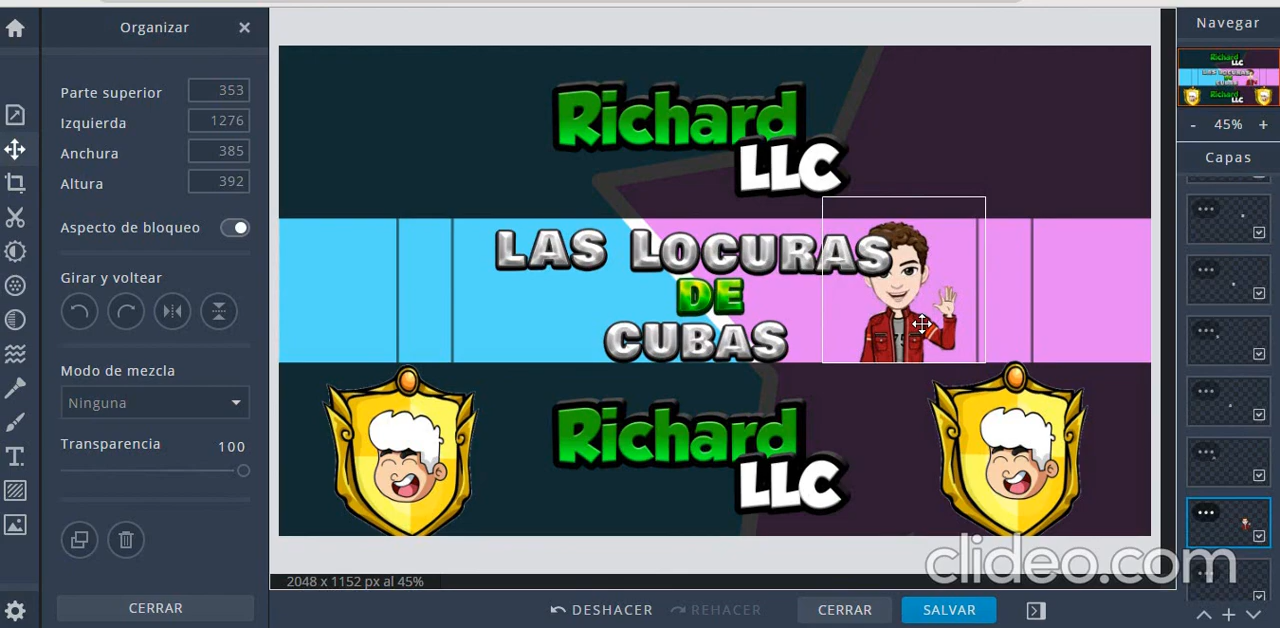 Organizar
Parte superior 353
Izquierda 1276
Anchura 385
Altura 392
Aspecto de bloqueo
Girar y voltear
Modo de mezcla
Ninguna
Transparencia 100
CERRAR
Richard
LLC
LAS LOCURAS
DE
CUBAS
Richard
LLC
2048 x 1152 px al 45%
DESHACER
REHACER
CERRAR
SALVAR
Navegar
- 45% +
Capas
clideo.com